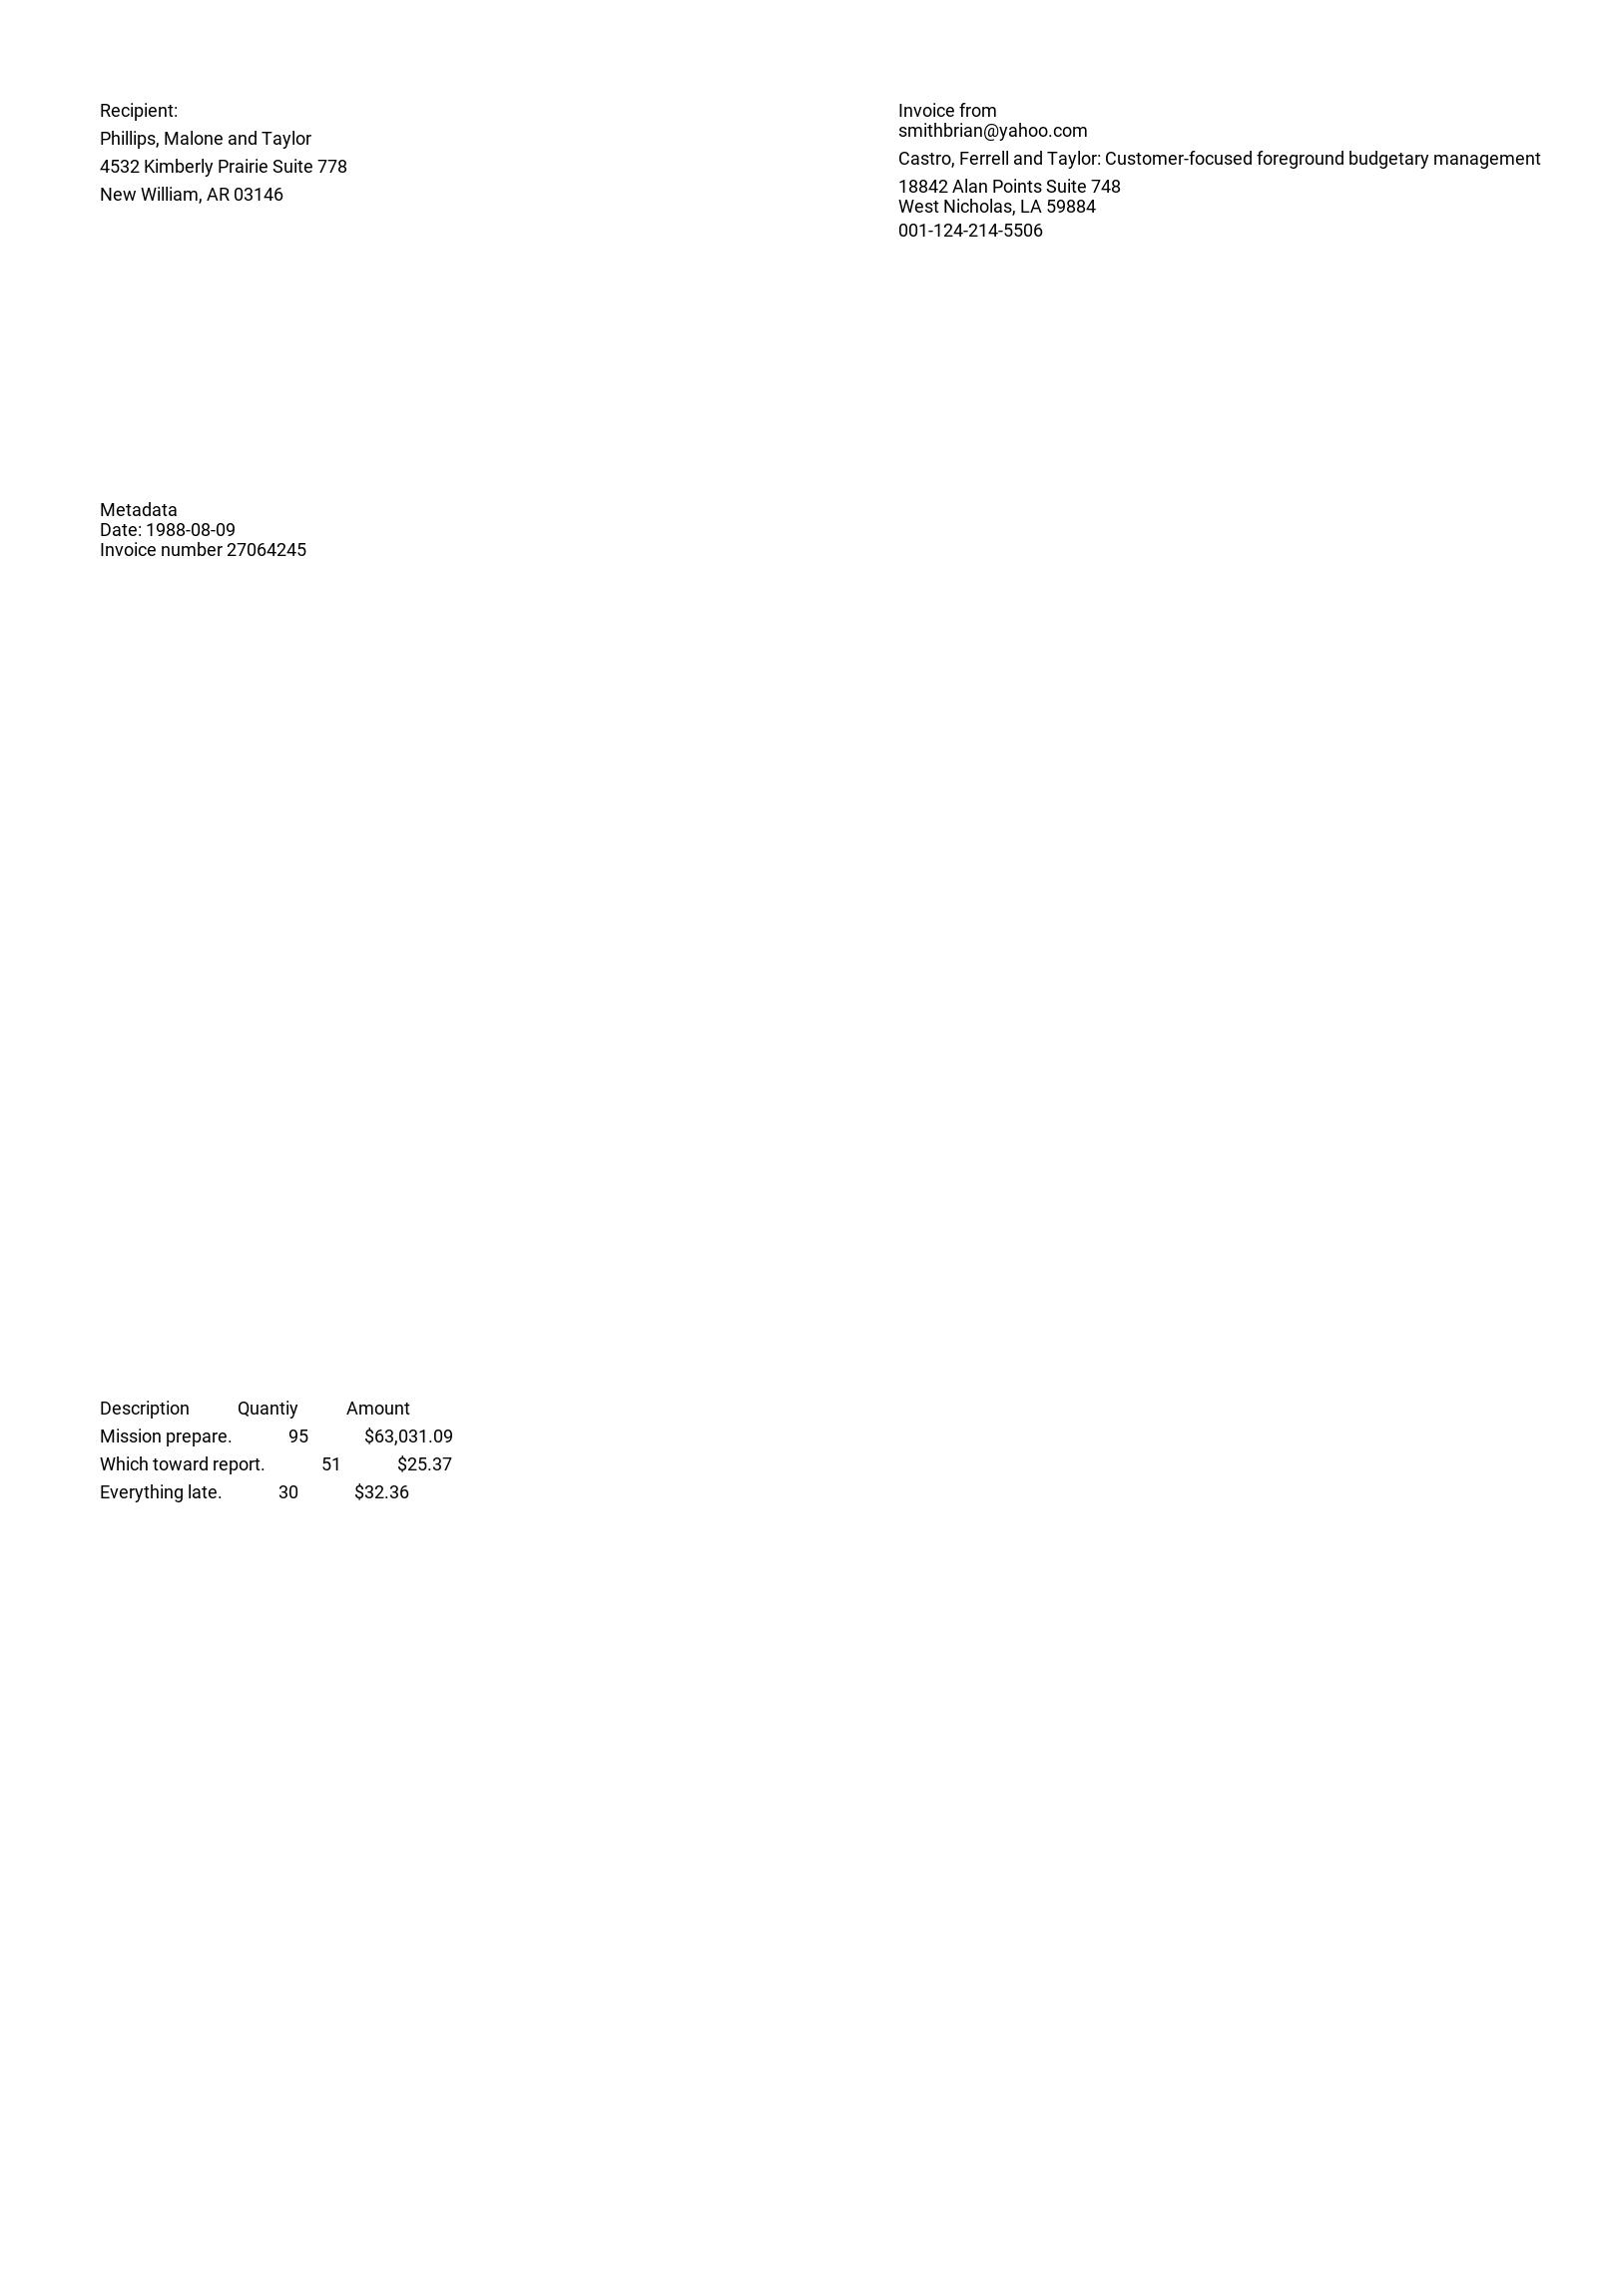 Recipient:
Phillips, Malone and Taylor
4532 Kimberly Prairie Suite 778
New William, AR 03146
Invoice from
smithbrian@yahoo.com
Castro, Ferrell and Taylor: Customer-focused foreground budgetary management
18842 Alan Points Suite 748
West Nicholas, LA 59884
001-124-214-5506
Metadata
Date: 1988-08-09
Invoice number 27064245
Description Quantiy Amount
Mission prepare. 95 $63,031.09
Which toward report. 51 $25.37
Everything late. 30 $32.36